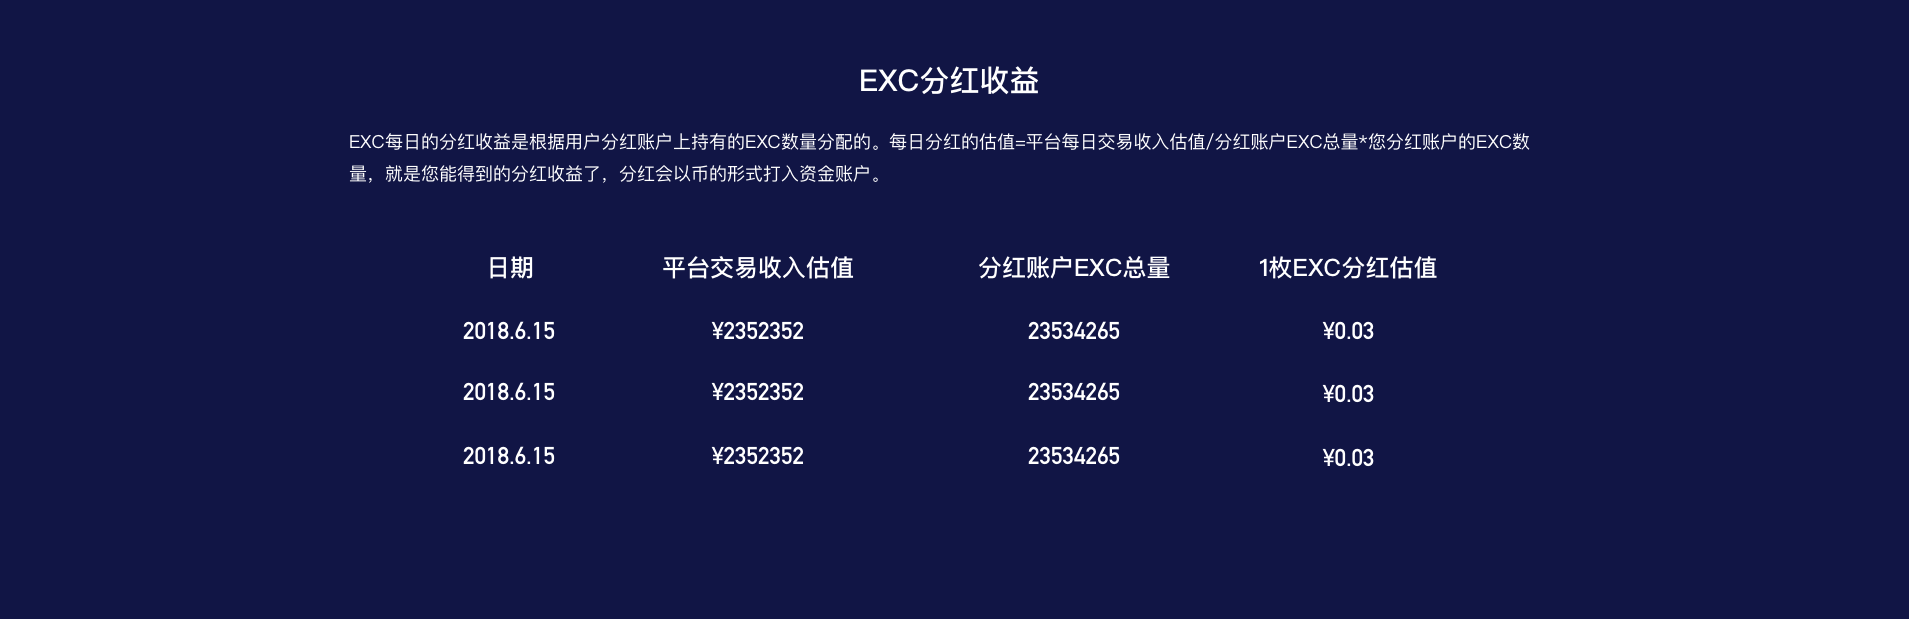 EXC分红收益
EXC每日的分红收益是根据用户分红账户上持有的EXC数量分配的。每日分红的估值=平台每日交易收入估值/分红账户EXC总量*您分红账户的EXC数
量，就是您能得到的分红收益了，分红会以币的形式打入资金账户。
日期 平台交易收入估值 分红账户EXC总量 1枚EXC分红估值
2018.6.15 ¥2352352 23534265 ¥0.03
2018.6.15 ¥2352352 23534265 ¥0.03
2018.6.15 ¥2352352 23534265 ¥0.03